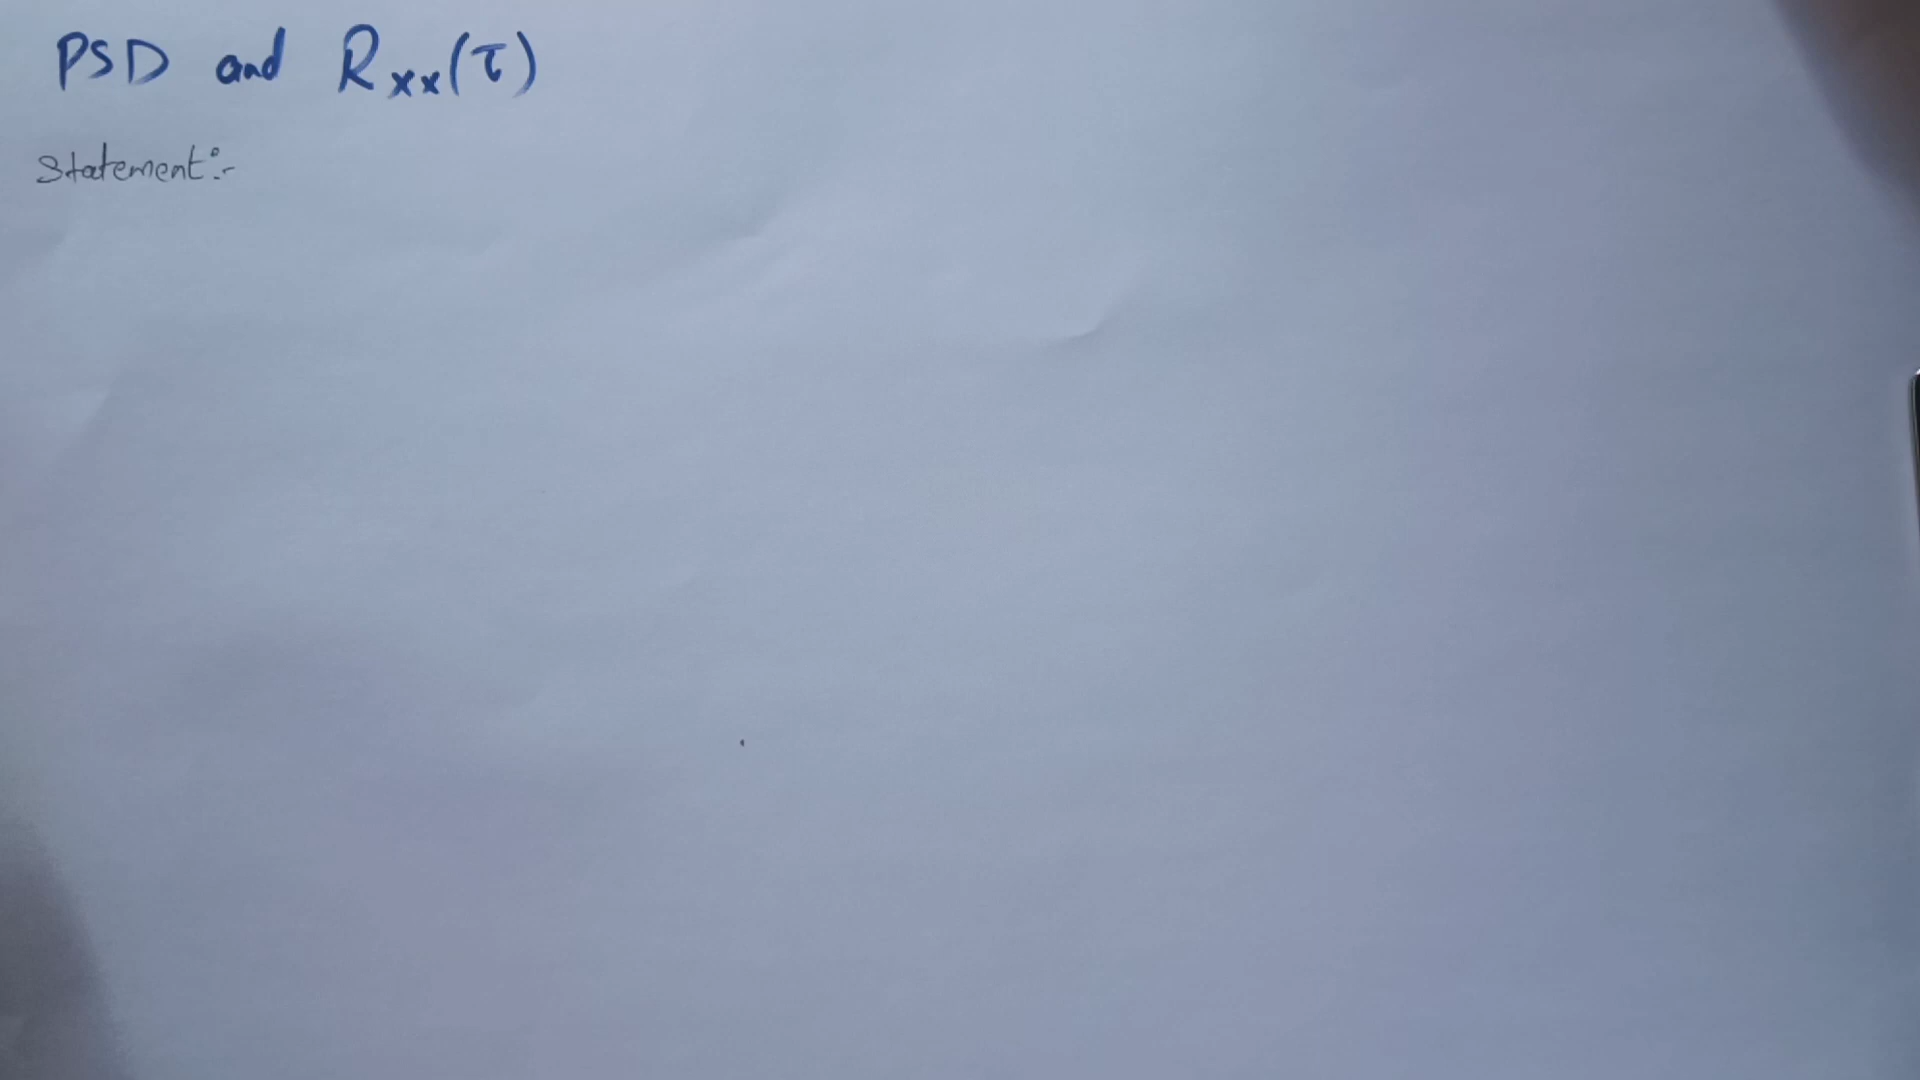 PSD and Rxx(τ)
Statement:-